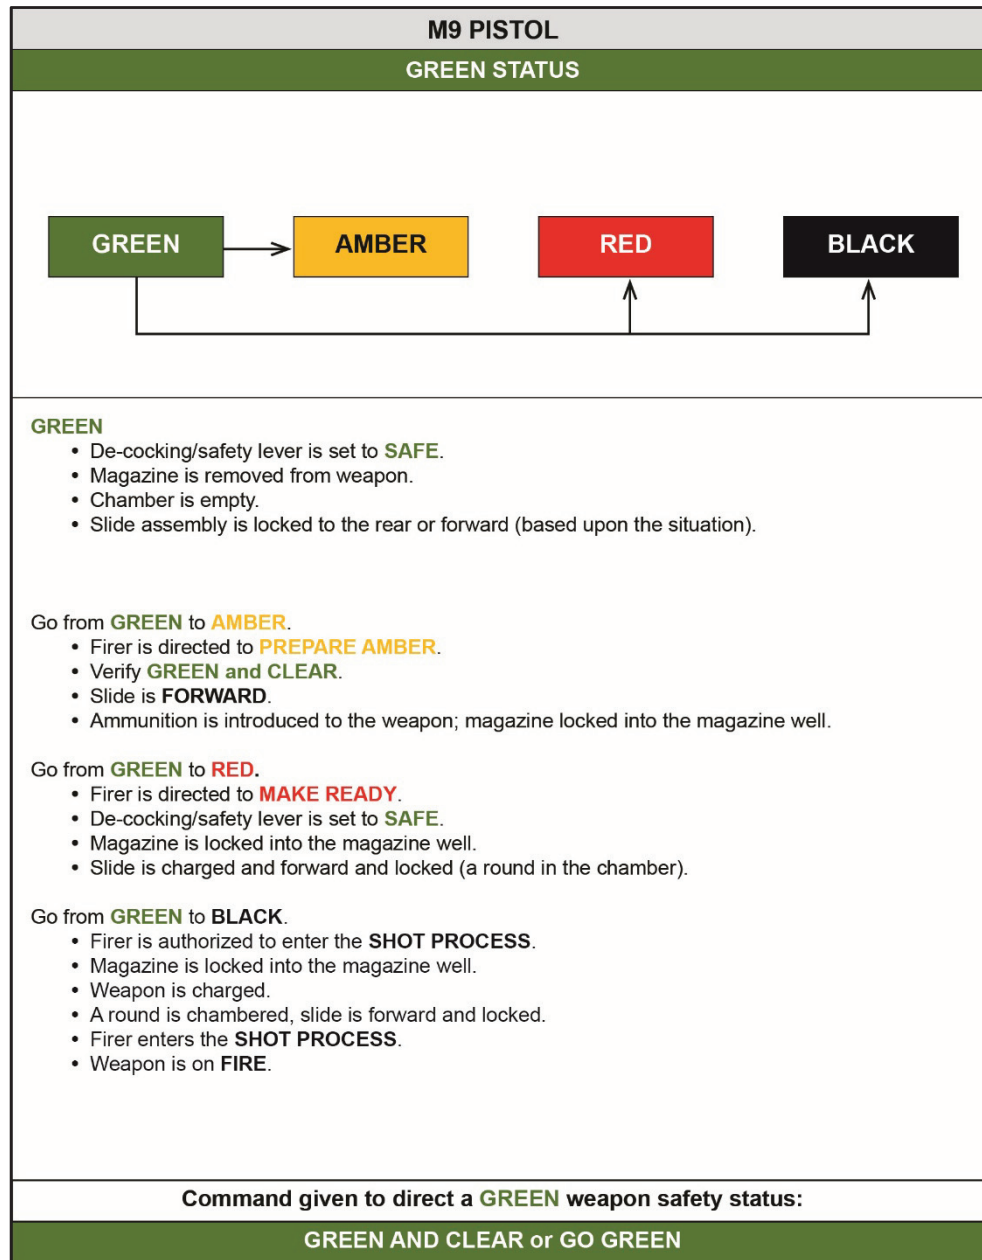 M9 PISTOL
GREEN STATUS
GREEN
AMBER
RED
BLACK
GREEN
• De-cocking/safety lever is set to SAFE.
• Magazine is removed from weapon.
• Chamber is empty.
• Slide assembly is locked to the rear or forward (based upon the situation).
Go from GREEN to AMBER.
• Firer is directed to PREPARE AMBER.
• Verify GREEN and CLEAR.
• Slide is FORWARD.
• Ammunition is introduced to the weapon; magazine locked into the magazine well.
Go from GREEN to RED.
• Firer is directed to MAKE READY.
• De-cocking/safety lever is set to SAFE.
• Magazine is locked into the magazine well.
• Slide is charged and forward and locked (a round in the chamber).
Go from GREEN to BLACK.
• Firer is authorized to enter the SHOT PROCESS.
• Magazine is locked into the magazine well.
• Weapon is charged.
• A round is chambered, slide is forward and locked.
• Firer enters the SHOT PROCESS.
• Weapon is on FIRE.
Command given to direct a GREEN weapon safety status:
GREEN AND CLEAR or GO GREEN